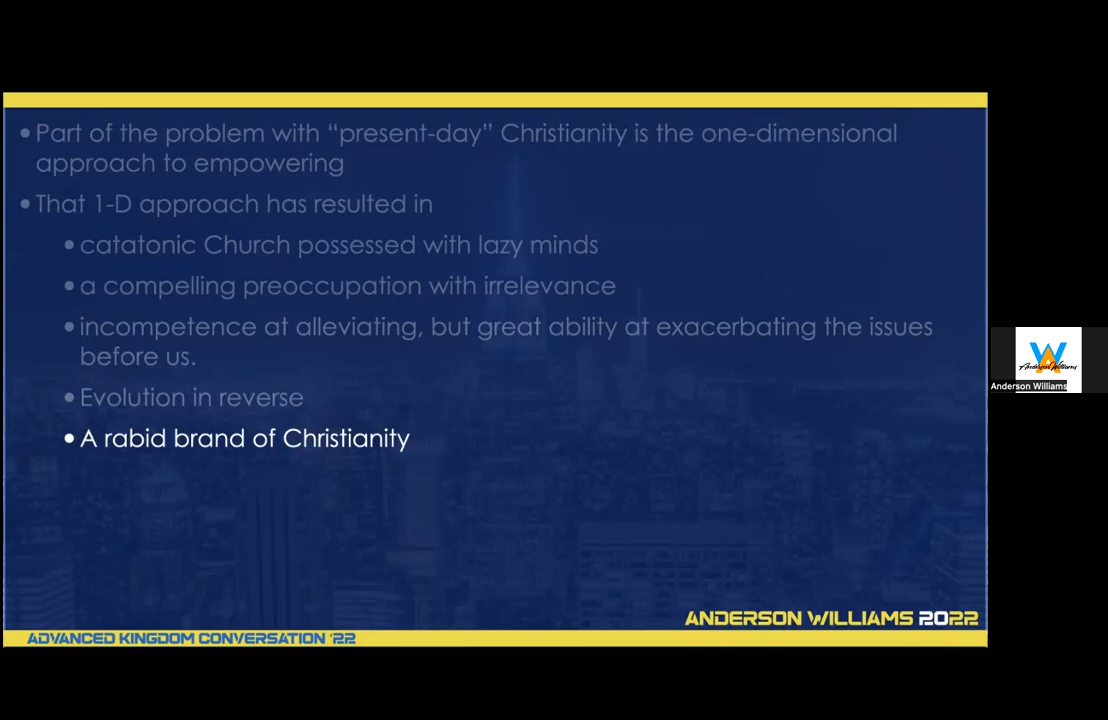 • Part of the problem with “present-day” Christianity is the one-dimensional
approach to empowering
• That 1-D approach has resulted in
• catatonic Church possessed with lazy minds
• a compelling preoccupation with irrelevance
• incompetence at alleviating, but great ability at exacerbating the issues
before us.
• Evolution in reverse
• A rabid brand of Christianity
WA
Anderson Williams
Anderson Williams
ANDERSON WILLIAMS 2022
ADVANCED KINGDOM CONVERSATION ‘22